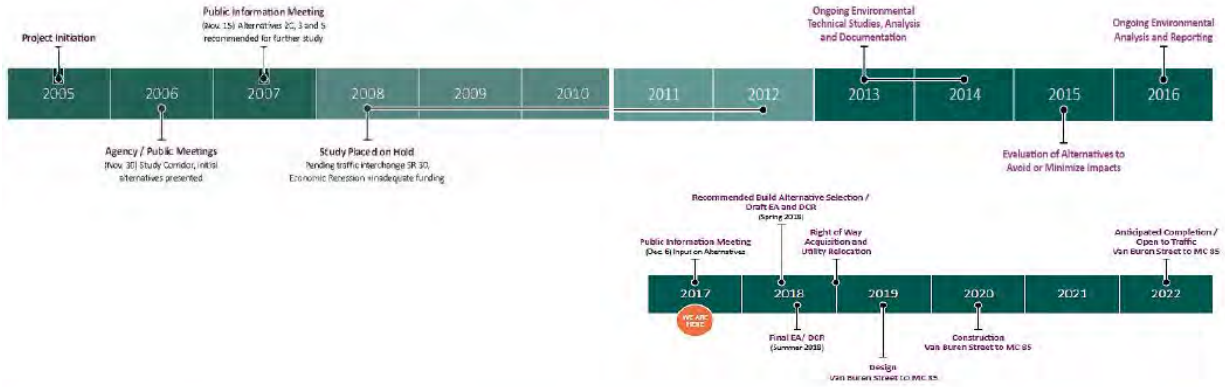 Project Initiation
Public Information Meeting
(Nov. 15) Alternatives 2C, 3 and 5
recommended for further study
Ongoing Environmental
Technical Studies, Analysis
and Documentation
Ongoing Environmental
Analysis and Reporting
2005
2006
2007
2008
2009
2010
2011
2012
2013
2014
2015
2016
Agency / Public Meetings
(Nov. 30) Study Corridor, initial
alternatives presented
Study Placed on Hold
Pending traffic interchange SR 30,
Economic Recession =inadequate funding
Evaluation of Alternatives to
Avoid or Minimize Impacts
Public Information Meeting
(Dec. 6) Input on Alternatives
Recommended Build Alternative Selection /
Draft EA and DCR
(Spring 2018)
Right of Way
Acquisition and
Utility Relocation
Anticipated Completion /
Open to Traffic
Van Buren Street to MC 85
2017
2018
2019
2020
2021
2022
WE ARE
HERE
Final EA/ DCR
(Summer 2018)
Design
Van Buren Street to MC 85
Construction
Van Buren Street to MC 85